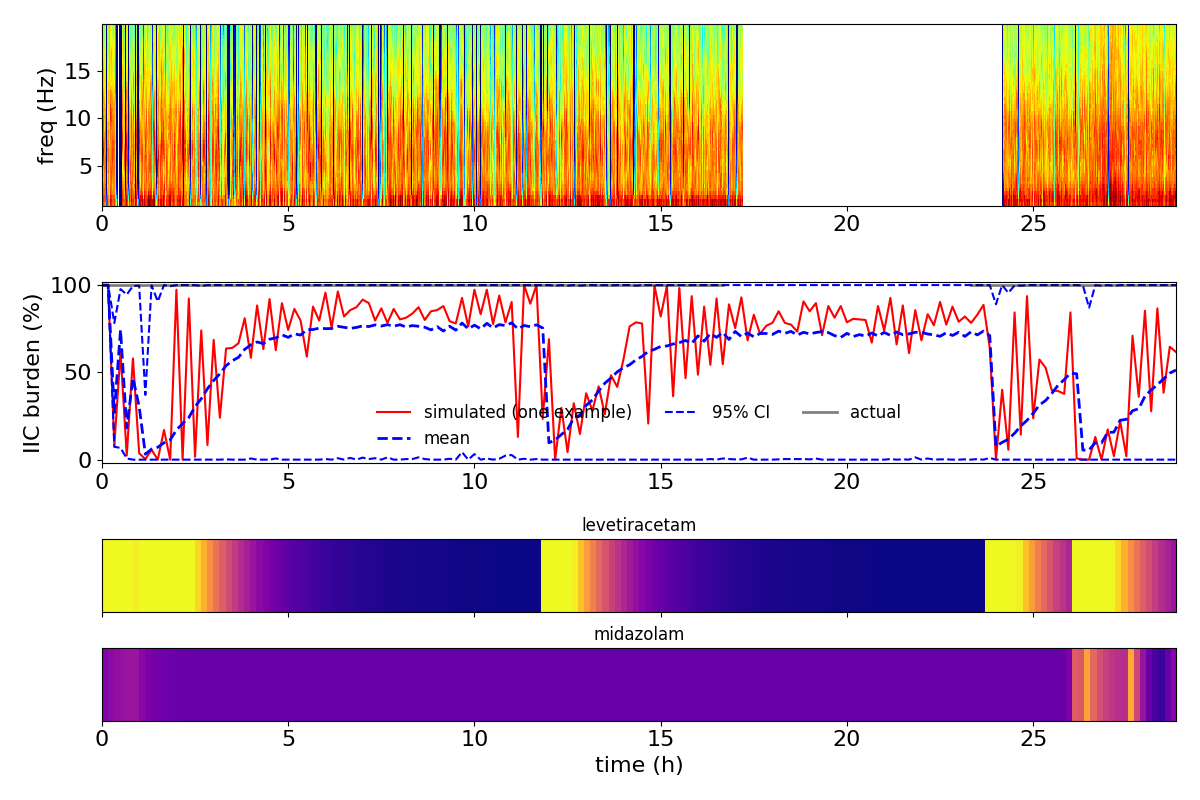 freq (Hz)
15
10
5
0 5 10 15 20 25
IIC burden (%)
100
50
0
simulated (one example) 95% CI actual
mean
0 5 10 15 20 25
levetiracetam
midazolam
0 5 10 15 20 25
time (h)